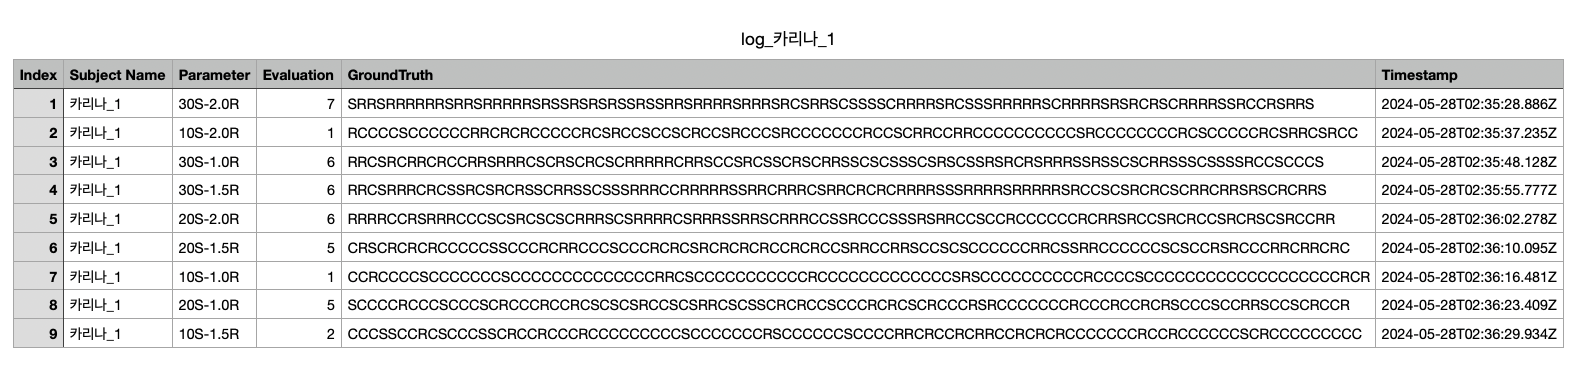 log_카리나_1
Index Subject Name Parameter Evaluation GroundTruth Timestamp
1 카리나_1 30S-2.0R 7 SRRSRRRRRRSRRSRRRRRSRSSRSRSRSSRSSRRSRRRRSRRRSRCSRRSCSSSSCRRRRSRCSSSRRRRRSCRRRRSRSRCRSCRRRRSSRCCRSRRS 2024-05-28T02:35:28.886Z
2 카리나_1 10S-2.0R 1 RCCCCSCCCCCCRRCRCRCCCCCRCSRCCSCCSCRCCSRCCCSRCCCCCCCRCCSCRRCCRRCCCCCCCCCCSRCCCCCCCCRCSCCCCCRCSRRCSRCC 2024-05-28T02:35:37.235Z
3 카리나_1 30S-1.0R 6 RRCSRCRRCRCCRRSRRRCSCRSCRCSCRRRRRCRRSCCSRCSSCRSCRRSSCSCSSSCSRSCSSRRSRCRSRRRSSRSSCSCRRSSSCSSSSRCCSCCCS 2024-05-28T02:35:48.128Z
4 카리나_1 30S-1.5R 6 RRCSRRRCRCSSRCSRCRSSCRRSSCSSSRRRCCRRRRRSSRRCRRRCSRRCRCRCRRRRSSSRRRRSRRRRRSRCCSCSRCRCSCRRCRRSRSCRCRRS 2024-05-28T02:35:55.777Z
5 카리나_1 20S-2.0R 6 RRRRCCRSRRRCCCSCSRCSCSCRRRSCSRRRRCSRRRSSRRSCRRRCCSSRCCCSSSRSRRCCSCCRCCCCCCRCRRSRCCSRCRCCSRCRSCSRCCRR 2024-05-28T02:36:02.278Z
6 카리나_1 20S-1.5R 5 CRSCRCRCRCCCCCSSCCCRCRRCCCSCCCRCRCSRCRCRCRCCRCRCCSRRCCRRSCCSCSCCCCCCRRCSSRRCCCCCCSCSCCRSRCCCRRCRRCRC 2024-05-28T02:36:10.095Z
7 카리나_1 10S-1.0R 1 CCRCCCCSCCCCCCCSCCCCCCCCCCCCCCRRCSCCCCCCCCCCCRCCCCCCCCCCCCCSRSCCCCCCCCCCRCCCCSCCCCCCCCCCCCCCCCCCCRCR 2024-05-28T02:36:16.481Z
8 카리나_1 20S-1.0R 5 SCCCCRCCCSCCCSCRCCCRCCRCSCSCSRCCSCSRRCSCSSCRCRCCSCCCRCRCSCRCCCRSRCCCCCCCRCCCRCCRCRSCCCSCCRRSCCSCRCCR 2024-05-28T02:36:23.409Z
9 카리나_1 10S-1.5R 2 CCCSSCCRCSCCCSSCRCCRCCCRCCCCCCCCCSCCCCCCCRSCCCCCCSCCCCRRCRCCRCRRCCRCRCRCCCCCCCRCCRCCCCCCSCRCCCCCCCCC 2024-05-28T02:36:29.934Z